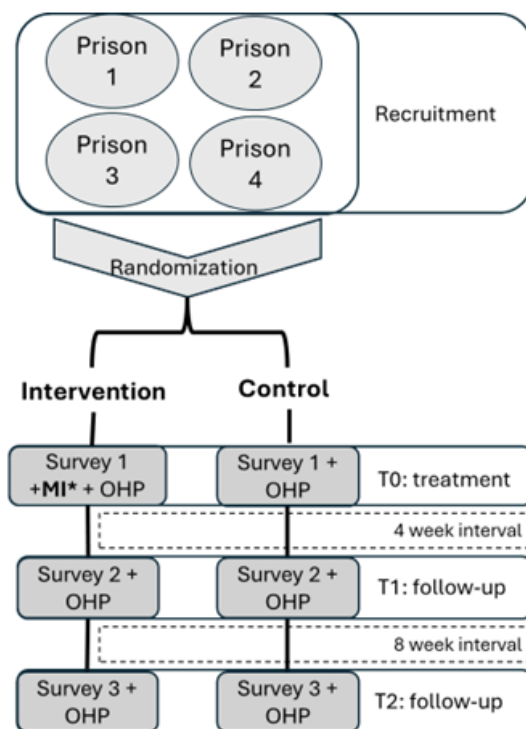 Prison
1
Prison
2
Recruitment
Prison
3
Prison
4
Randomization
Intervention
Control
Survey 1
+MI* + OHP
Survey 1 +
OHP
T0: treatment
4 week interval
Survey 2 +
OHP
Survey 2 +
OHP
T1: follow-up
8 week interval
Survey 3 +
OHP
Survey 3 +
OHP
T2: follow-up